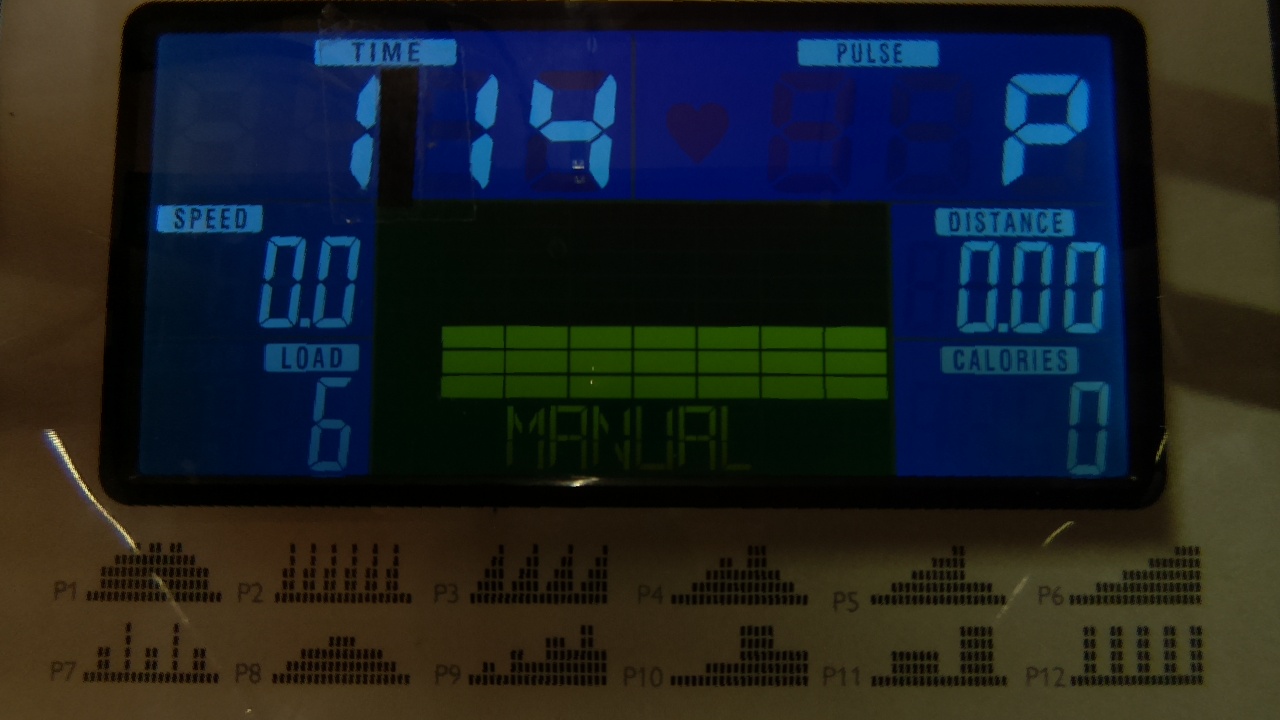 TIME PULSE
1 14 P
SPEED DISTANCE
0.0 0.00
LOAD CALORIES
6 0
MANUAL
P1 P2 P3 P4 P5 P6
P7 P8 P9 P10 P11 P12